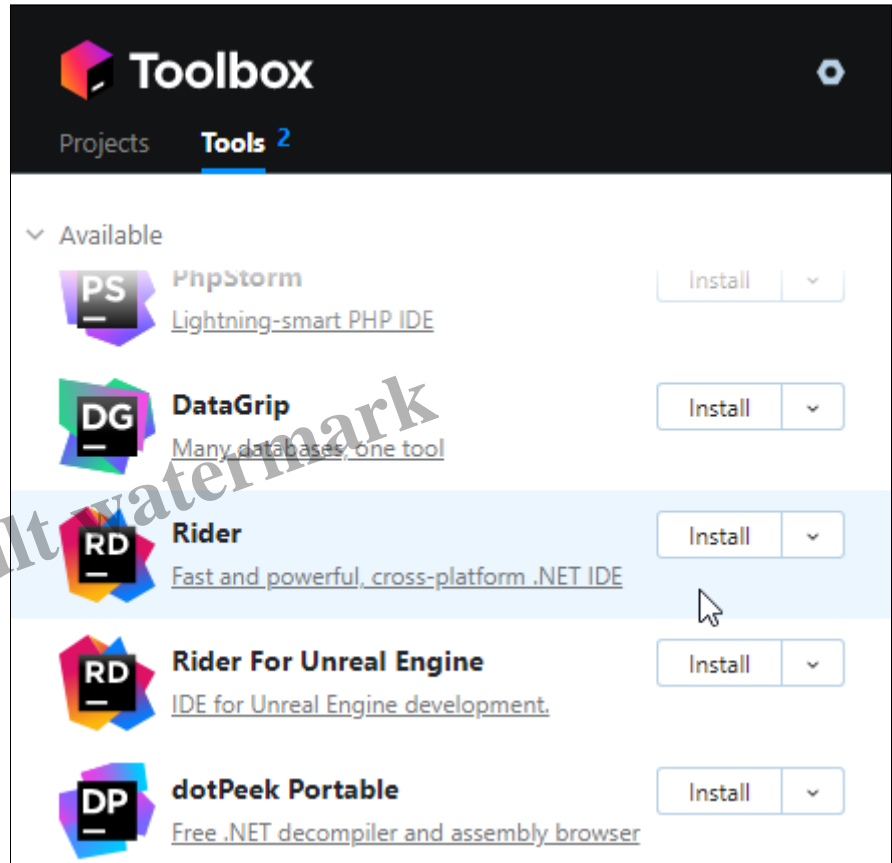 Toolbox
Projects Tools 2
Available
PS PhpStorm Install
Lightning-smart PHP IDE
DG DataGrip Install
Many databases, one tool
RD Rider Install
Fast and powerful, cross-platform .NET IDE
RD Rider For Unreal Engine Install
IDE for Unreal Engine development.
DP dotPeek Portable Install
Free .NET decompiler and assembly browser
watermark